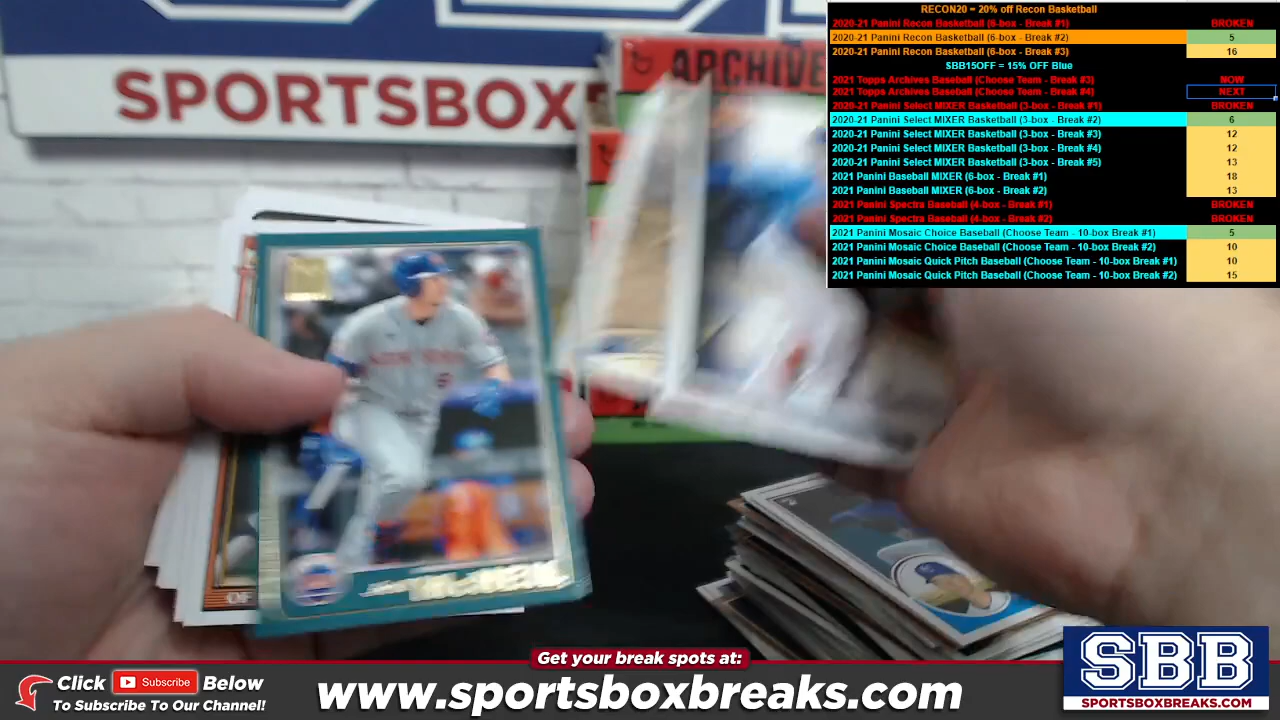 RECON20 = 20% off Recon Basketball
2020-21 Panini Recon Basketball (6-box - Break #1) BROKEN
2020-21 Panini Recon Basketball (6-box - Break #2) 5
2020-21 Panini Recon Basketball (6-box - Break #3) 16
SBB15OFF = 15% OFF Blue
2021 Topps Archives Baseball (Choose Team - Break #3) NOW
2021 Topps Archives Baseball (Choose Team - Break #4) NEXT
2020-21 Panini Select MIXER Basketball (3-box - Break #1) BROKEN
2020-21 Panini Select MIXER Basketball (3-box - Break #2) 6
2020-21 Panini Select MIXER Basketball (3-box - Break #3) 12
2020-21 Panini Select MIXER Basketball (3-box - Break #4) 12
2020-21 Panini Select MIXER Basketball (3-box - Break #5) 13
2021 Panini Baseball MIXER (6-box - Break #1) 18
2021 Panini Baseball MIXER (6-box - Break #2) 13
2021 Panini Spectra Baseball (4-box - Break #1) BROKEN
2021 Panini Spectra Baseball (4-box - Break #2) BROKEN
2021 Panini Mosaic Choice Baseball (Choose Team - 10-box Break #1) 5
2021 Panini Mosaic Choice Baseball (Choose Team - 10-box Break #2) 10
2021 Panini Mosaic Quick Pitch Baseball (Choose Team - 10-box Break #1) 10
2021 Panini Mosaic Quick Pitch Baseball (Choose Team - 10-box Break #2) 15
SPORTSBOX
ARCHIVE
OF
Get your break spots at:
Click Subscribe Below
To Subscribe To Our Channel!
www.sportsboxbreaks.com
SBB
SPORTSBOXBREAKS.COM